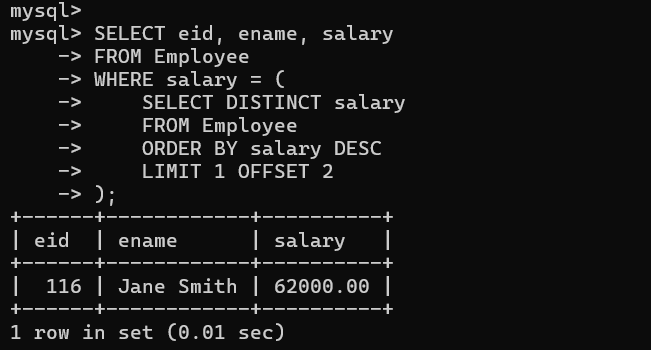 mysql>
mysql> SELECT eid, ename, salary
    -> FROM Employee
    -> WHERE salary = (
    ->     SELECT DISTINCT salary
    ->     FROM Employee
    ->     ORDER BY salary DESC
    ->     LIMIT 1 OFFSET 2
    -> );
+------+------------+----------+
| eid  | ename      | salary   |
+------+------------+----------+
|  116 | Jane Smith | 62000.00 |
+------+------------+----------+
1 row in set (0.01 sec)